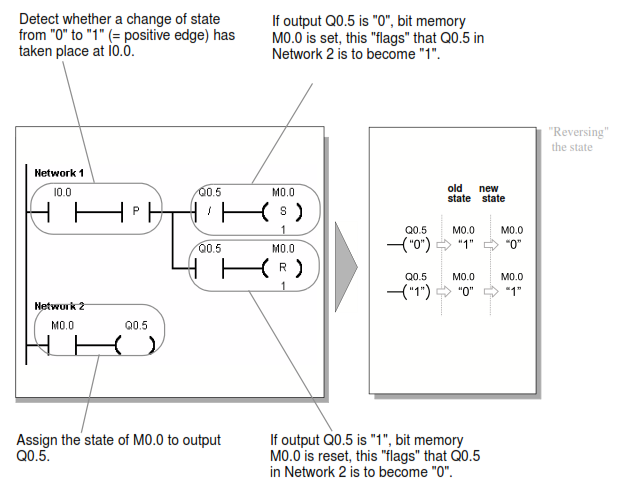 Detect whether a change of state
from "0" to "1" (= positive edge) has
taken place at I0.0.
If output Q0.5 is "0", bit memory
M0.0 is set, this "flags" that Q0.5 in
Network 2 is to become "1".
"Reversing"
the state
Network 1
I0.0
P
Q0.5
/
M0.0
S
1
Q0.5
M0.0
R
1
Network 2
M0.0
Q0.5
old new
state state
Q0.5 M0.0 M0.0
("0") "1" "0"
Q0.5 M0.0 M0.0
("1") "0" "1"
Assign the state of M0.0 to output
Q0.5.
If output Q0.5 is "1", bit memory
M0.0 is reset, this "flags" that Q0.5
in Network 2 is to become "0".